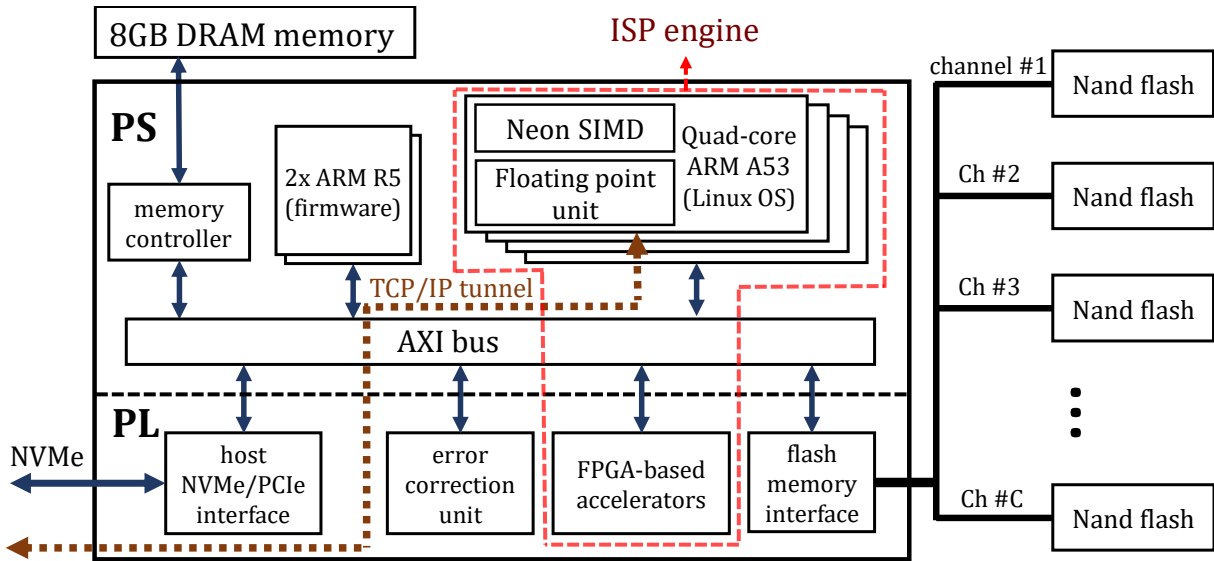 8GB DRAM memory
ISP engine
channel #1
Nand flash
PS
Neon SIMD
Floating point
unit
Quad-core
ARM A53
(Linux OS)
2x ARM R5
(firmware)
memory
controller
Ch #2
Nand flash
TCP/IP tunnel
Ch #3
Nand flash
AXI bus
PL
NVMe
host
NVMe/PCIe
interface
error
correction
unit
FPGA-based
accelerators
flash
memory
interface
Ch #C
Nand flash